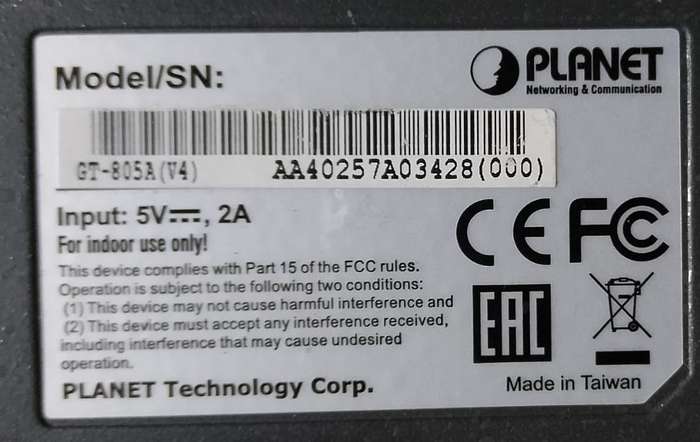 Model/SN:
PLANET
Networking & Communication
GT-805A(V4) AA40257A03428(000)
Input: 5V⎓, 2A
For indoor use only!
CE FC
This device complies with Part 15 of the FCC rules.
Operation is subject to the following two conditions:
(1) This device may not cause harmful interference and
(2) This device must accept any interference received,
including interference that may cause undesired
operation.
EAC
PLANET Technology Corp.
Made in Taiwan